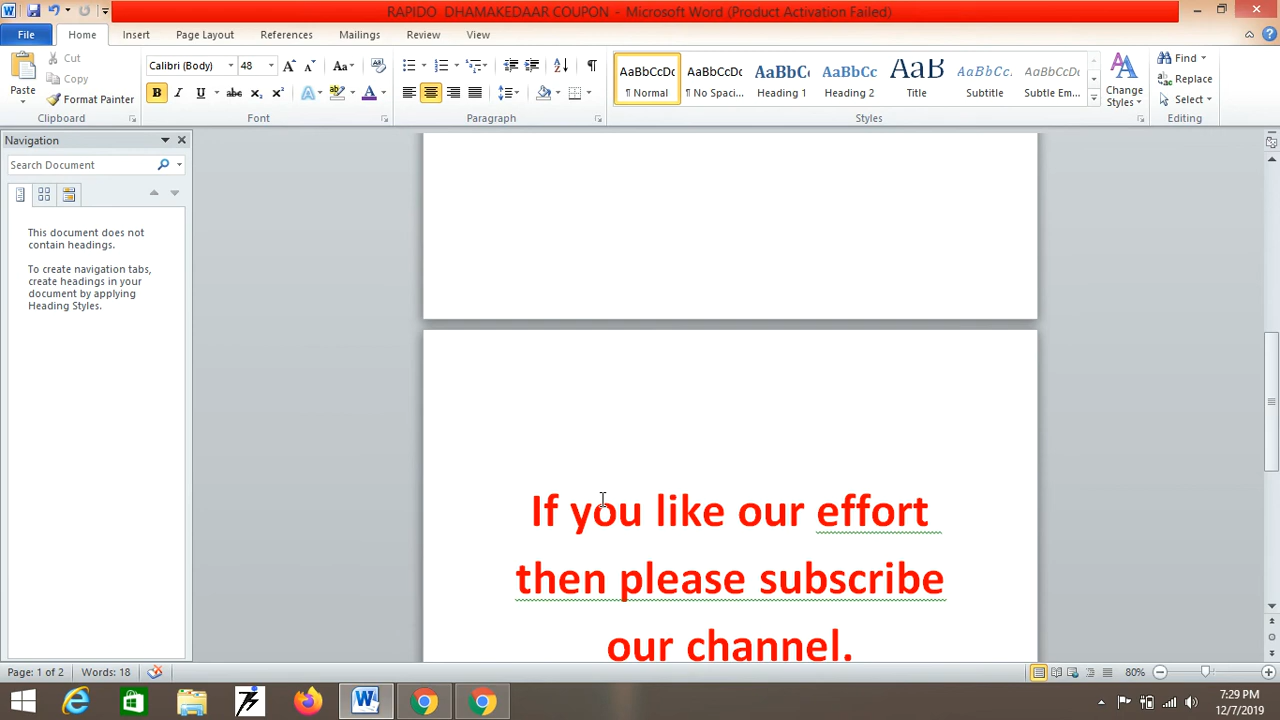 RAPIDO DHAMAKEDAAR COUPON - Microsoft Word (Product Activation Failed)
File Home Insert Page Layout References Mailings Review View
Paste
Cut
Copy
Format Painter
Clipboard
Calibri (Body) 48
Font
Paragraph
AaBbCcDc ¶ Normal
AaBbCcDc ¶ No Spaci...
AaBbC Heading 1
AaBbCc Heading 2
AaB Title
AaBbCc. Subtitle
AaBbCcDc Subtle Em...
Change Styles
Styles
Find
Replace
Select
Editing
Navigation
Search Document
This document does not
contain headings.
To create navigation tabs,
create headings in your
document by applying
Heading Styles.
If you like our effort
then please subscribe
our channel.
Page: 1 of 2 Words: 18
80%
7:29 PM
12/7/2019